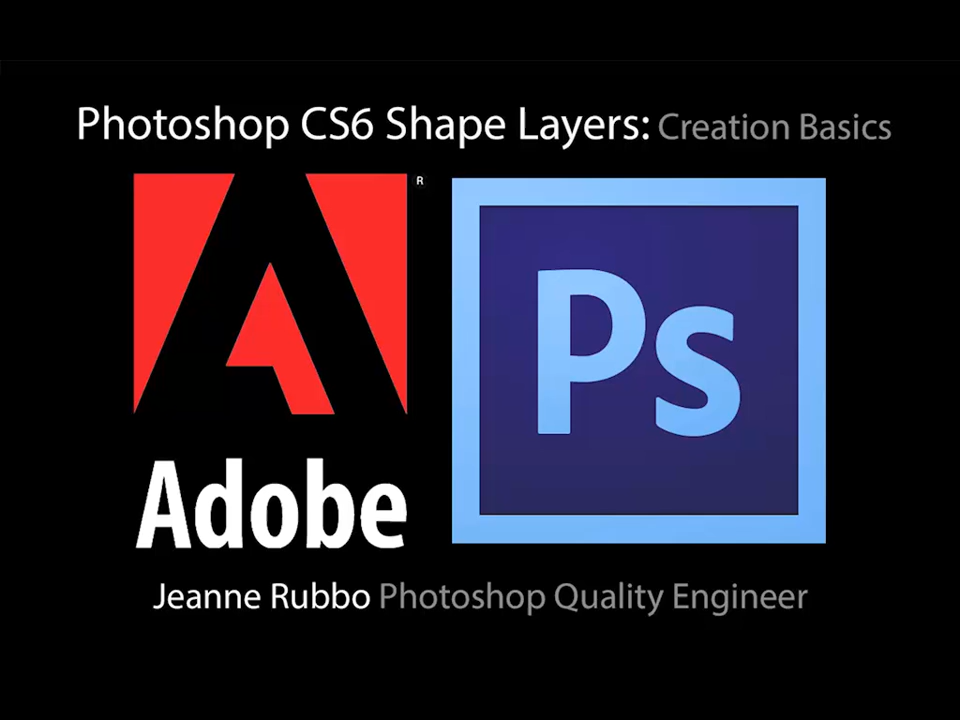 Photoshop CS6 Shape Layers: Creation Basics
®
Ps
Adobe
Jeanne Rubbo Photoshop Quality Engineer